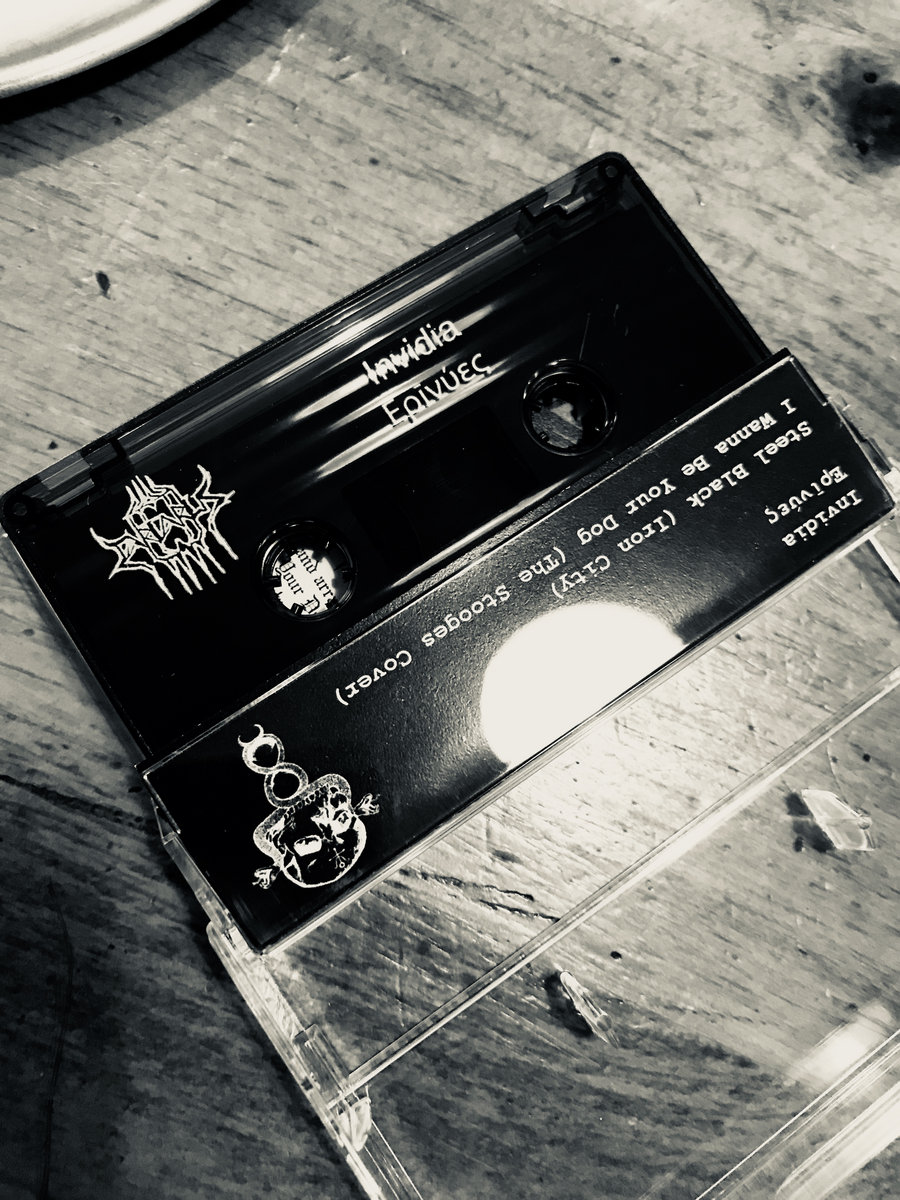 Invidia
Ερινύες
Invidia
Ερινύες
Steel Black (Iron City)
I Wanna Be Your Dog (The Stooges Cover)